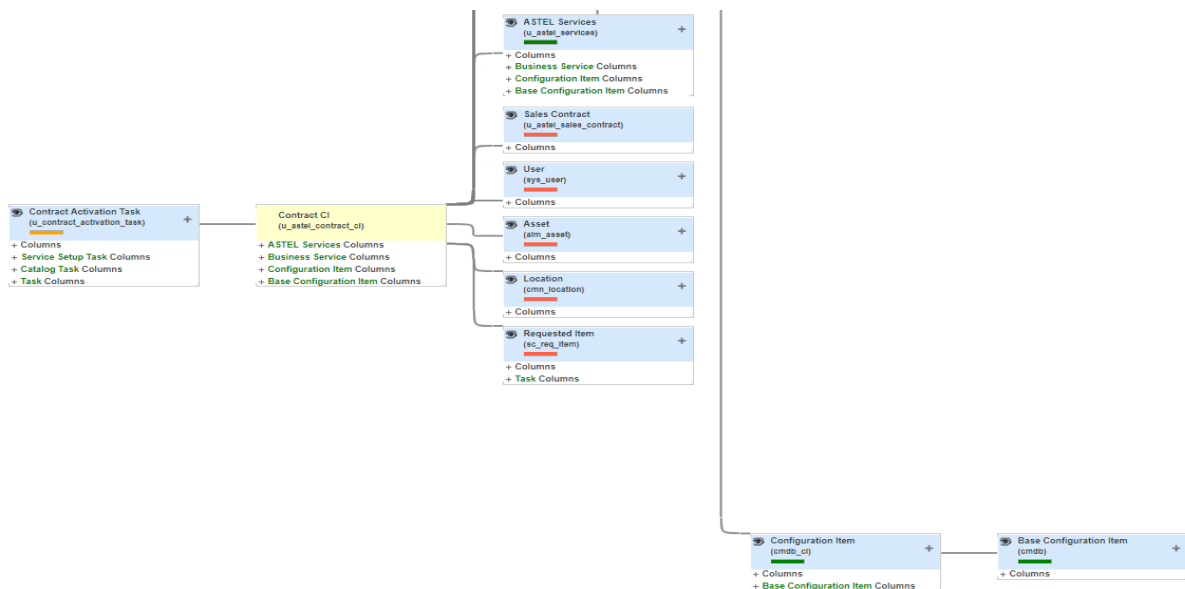 ASTEL Services
(u_astel_services)
+ Columns
+ Business Service Columns
+ Configuration Item Columns
+ Base Configuration Item Columns
Sales Contract
(u_astel_sales_contract)
+ Columns
User
(sys_user)
+ Columns
Contract Activation Task
(u_contract_activation_task)
+ Columns
+ Service Setup Task Columns
+ Catalog Task Columns
+ Task Columns
Contract CI
(u_astel_contract_ci)
+ ASTEL Services Columns
+ Business Service Columns
+ Configuration Item Columns
+ Base Configuration Item Columns
Asset
(alm_asset)
+ Columns
Location
(cmn_location)
+ Columns
Requested Item
(sc_req_item)
+ Columns
+ Task Columns
Configuration Item
(cmdb_ci)
+ Columns
+ Base Configuration Item Columns
Base Configuration Item
(cmdb)
+ Columns